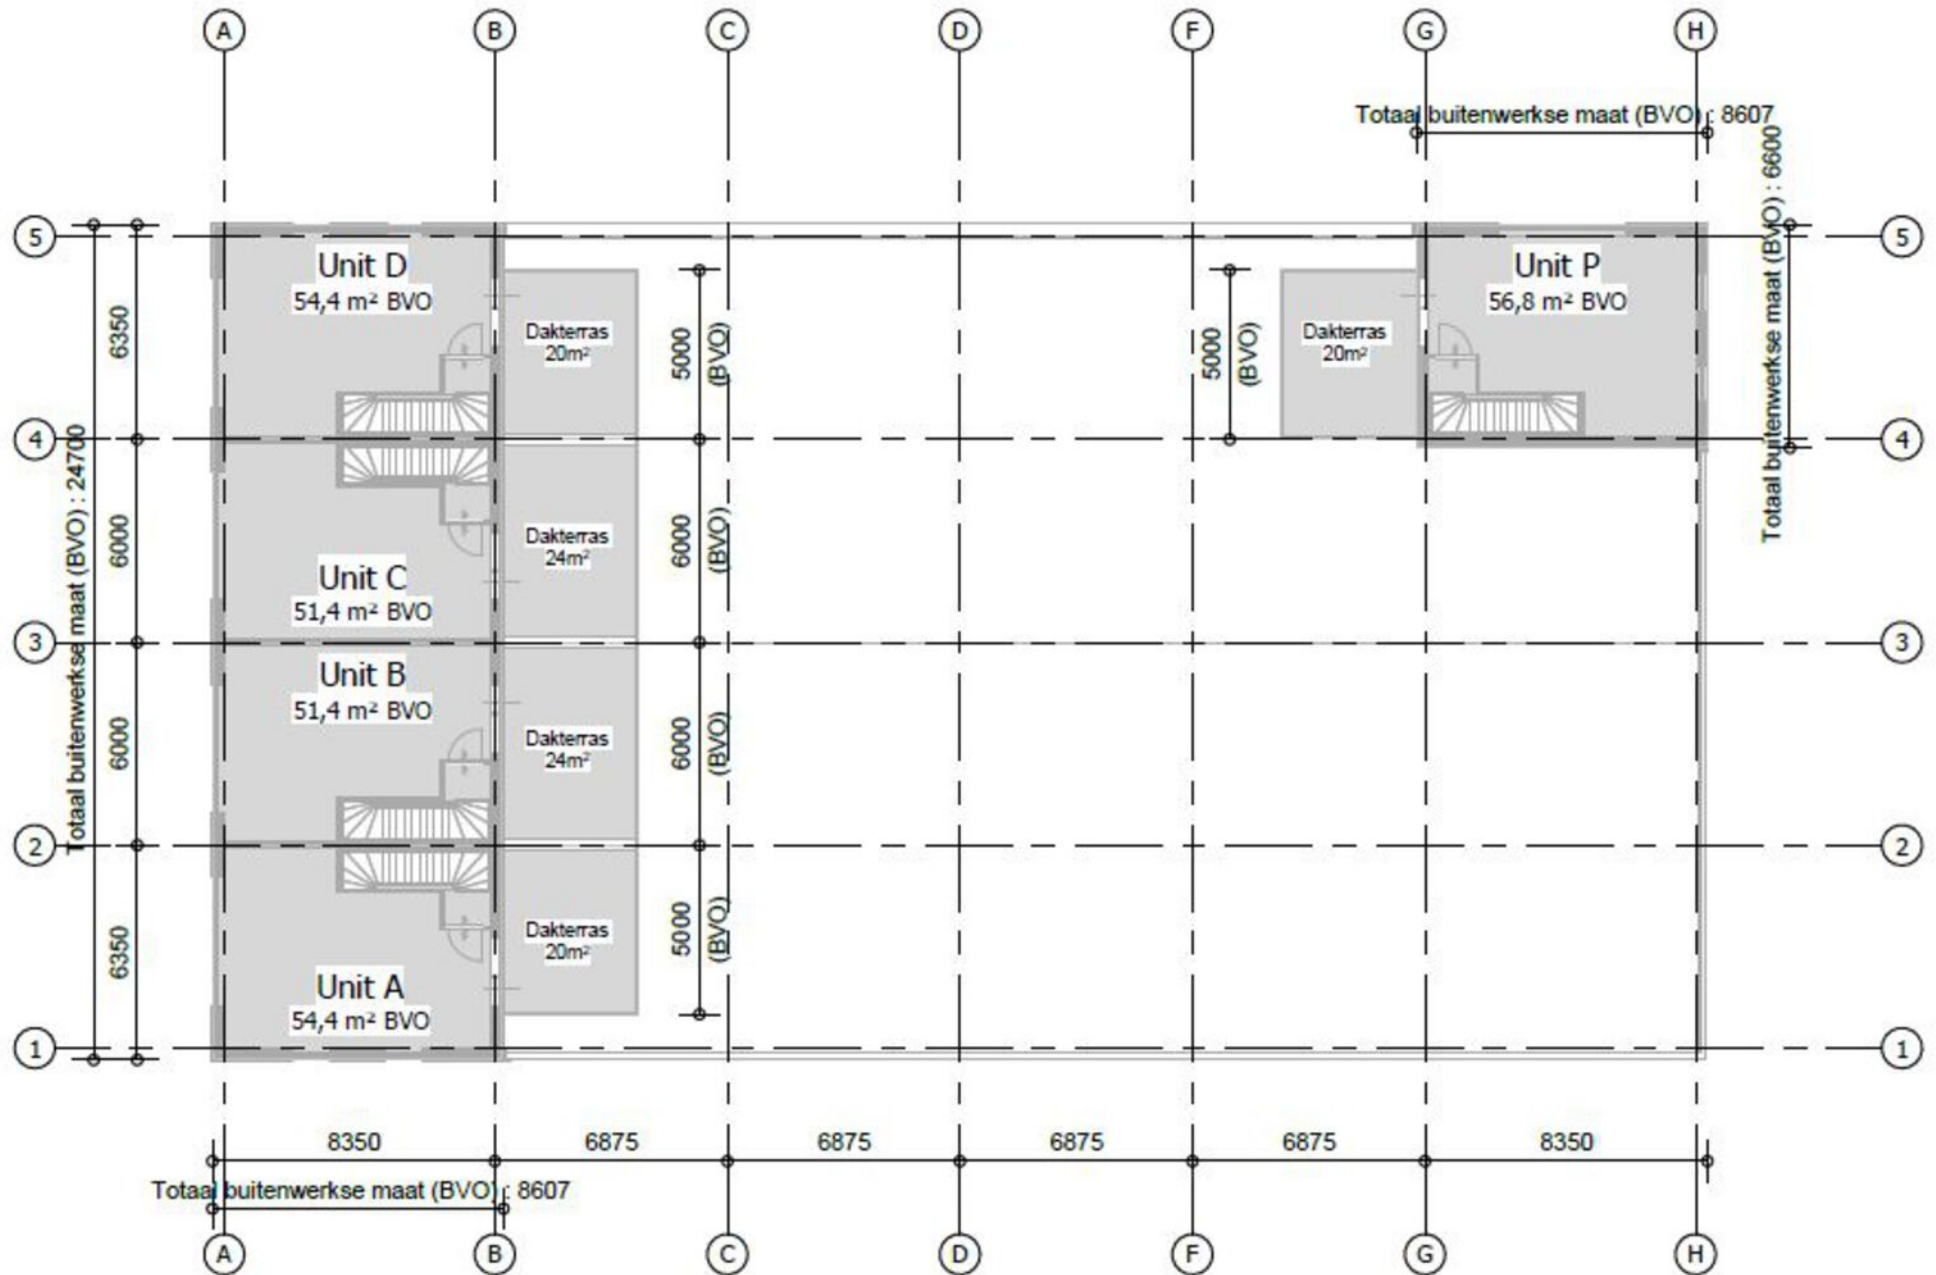 A B C D F G H
Totaal buitenwerkse maat (BVO) : 8607
Totaal buitenwerkse maat (BVO) : 6600
5
5
Unit D
54,4 m² BVO
Unit P
56,8 m² BVO
6350
Dakterras
20m²
5000
(BVO)
5000
(BVO)
Dakterras
20m²
4
4
Totaal buitenwerkse maat (BVO) : 24700
6000
Dakterras
24m²
6000
(BVO)
Unit C
51,4 m² BVO
3
3
Unit B
51,4 m² BVO
6000
Dakterras
24m²
6000
(BVO)
2
2
6350
Dakterras
20m²
5000
(BVO)
Unit A
54,4 m² BVO
1
1
8350 6875 6875 6875 6875 8350
Totaal buitenwerkse maat (BVO) : 8607
A B C D F G H